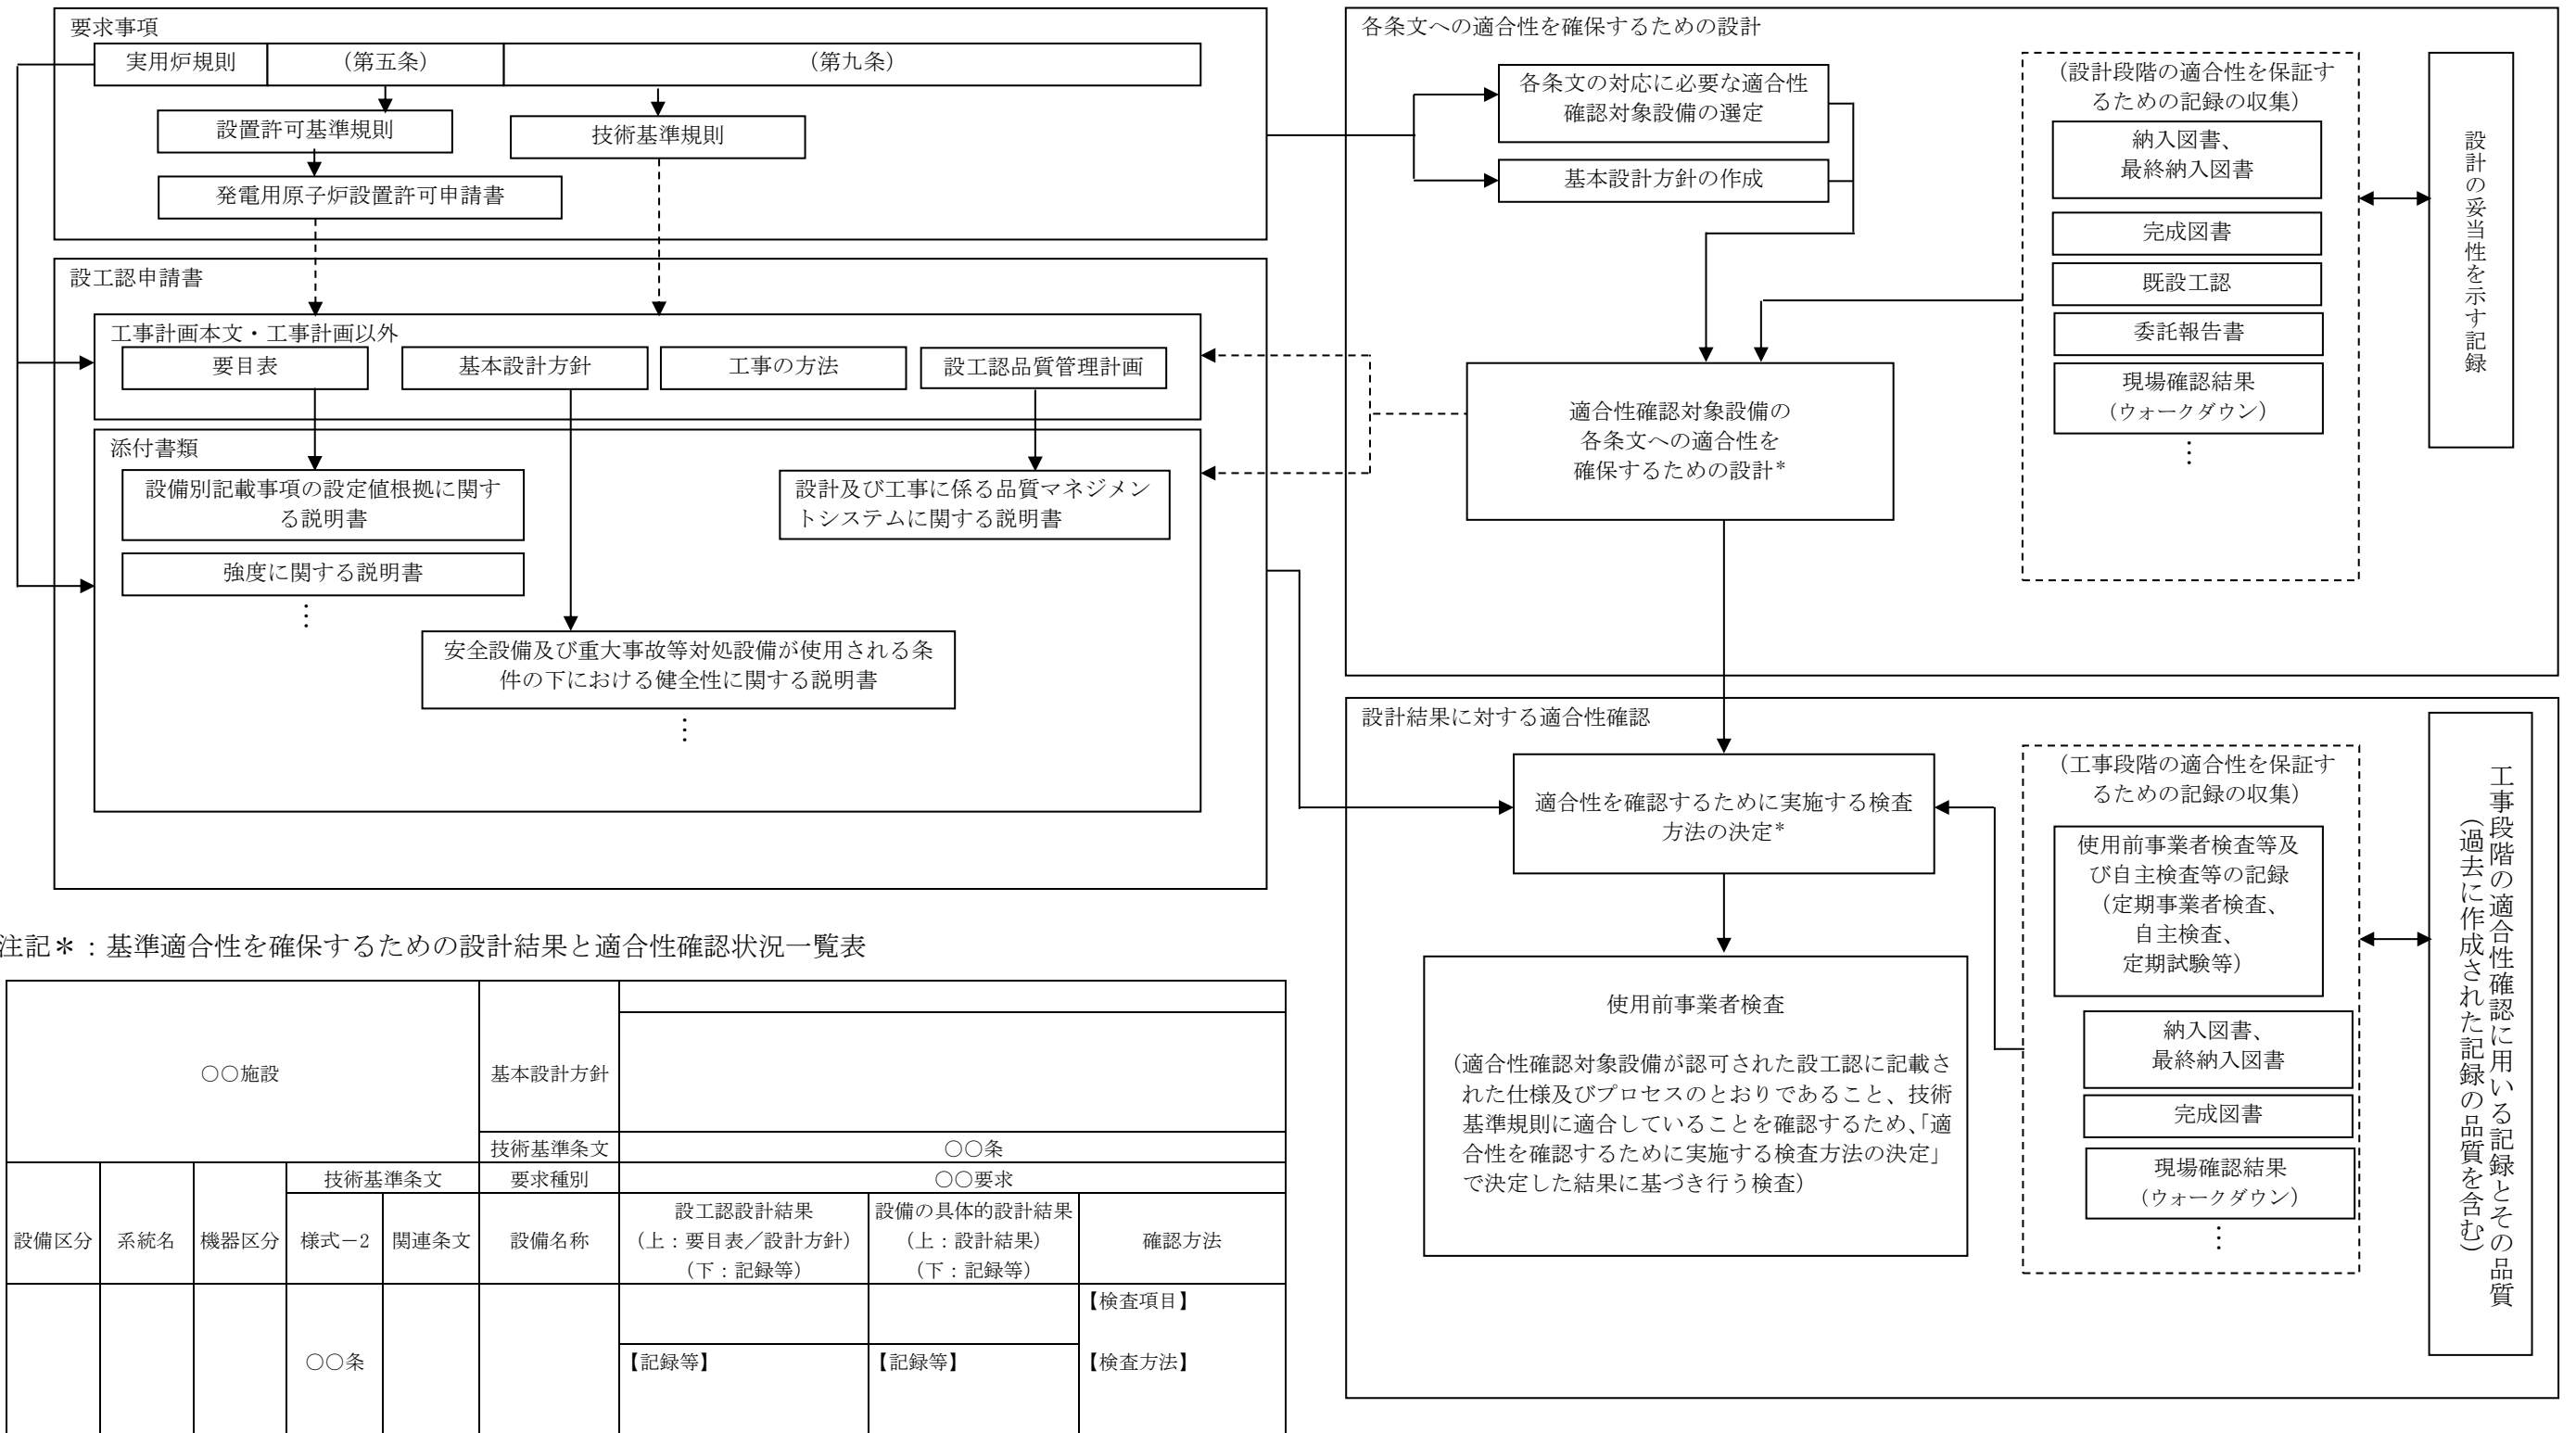 要求事項
実用炉規則
（第五条）
（第九条）
設置許可基準規則
技術基準規則
発電用原子炉設置許可申請書
設工認申請書
工事計画本文・工事計画以外
要目表
基本設計方針
工事の方法
設工認品質管理計画
添付書類
設備別記載事項の設定値根拠に関す
る説明書
設計及び工事に係る品質マネジメン
トシステムに関する説明書
強度に関する説明書
⋮
安全設備及び重大事故等対処設備が使用される条
件の下における健全性に関する説明書
⋮
各条文への適合性を確保するための設計
各条文の対応に必要な適合性
確認対象設備の選定
基本設計方針の作成
適合性確認対象設備の
各条文への適合性を
確保するための設計*
（設計段階の適合性を保証す
るための記録の収集）
納入図書、
最終納入図書
完成図書
既設工認
委託報告書
現場確認結果
（ウォークダウン）
⋮
設計の妥当性を示す記録
設計結果に対する適合性確認
適合性を確認するために実施する検査
方法の決定*
使用前事業者検査
（適合性確認対象設備が認可された設工認に記載さ
れた仕様及びプロセスのとおりであること、技術
基準規則に適合していることを確認するため、「適
合性を確認するために実施する検査方法の決定」
で決定した結果に基づき行う検査）
（工事段階の適合性を保証す
るための記録の収集）
使用前事業者検査等及
び自主検査等の記録
（定期事業者検査、
自主検査、
定期試験等）
納入図書、
最終納入図書
完成図書
現場確認結果
（ウォークダウン）
⋮
工事段階の適合性確認に用いる記録とその品質
（過去に作成された記録の品質を含む）
注記＊：基準適合性を確保するための設計結果と適合性確認状況一覧表
○○施設
基本設計方針
技術基準条文
○○条
技術基準条文
要求種別
○○要求
設備区分
系統名
機器区分
様式－2
関連条文
設備名称
設工認設計結果
（上：要目表／設計方針）
（下：記録等）
設備の具体的設計結果
（上：設計結果）
（下：記録等）
確認方法
【検査項目】
○○条
【記録等】
【記録等】
【検査方法】